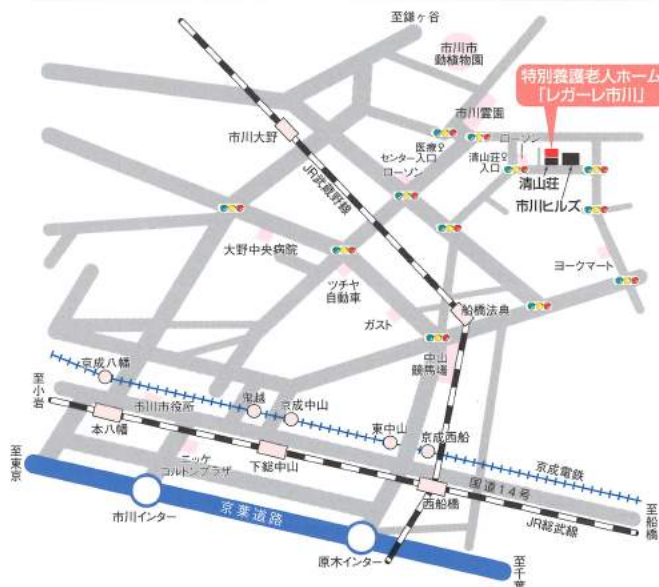 至鎌ヶ谷
市川市
動植物園
特別養護老人ホーム
「レガーレ市川」
市川霊園
市川大野
医療
センター入口
ローソン
清山荘
入口
ローソン
清山荘
市川ヒルズ
JR武蔵野線
大野中央病院
ツチヤ
自動車
ヨークマート
ガスト
船橋法典
中山
競馬場
京成八幡
至小岩
市川市役所
鬼越
京成中山
東中山
京成西船
本八幡
ニッケ
コルトンプラザ
下総中山
西船橋
国道14号
京成電鉄
JR総武線
至船橋
至東京
市川インター
京葉道路
原木インター
至千葉